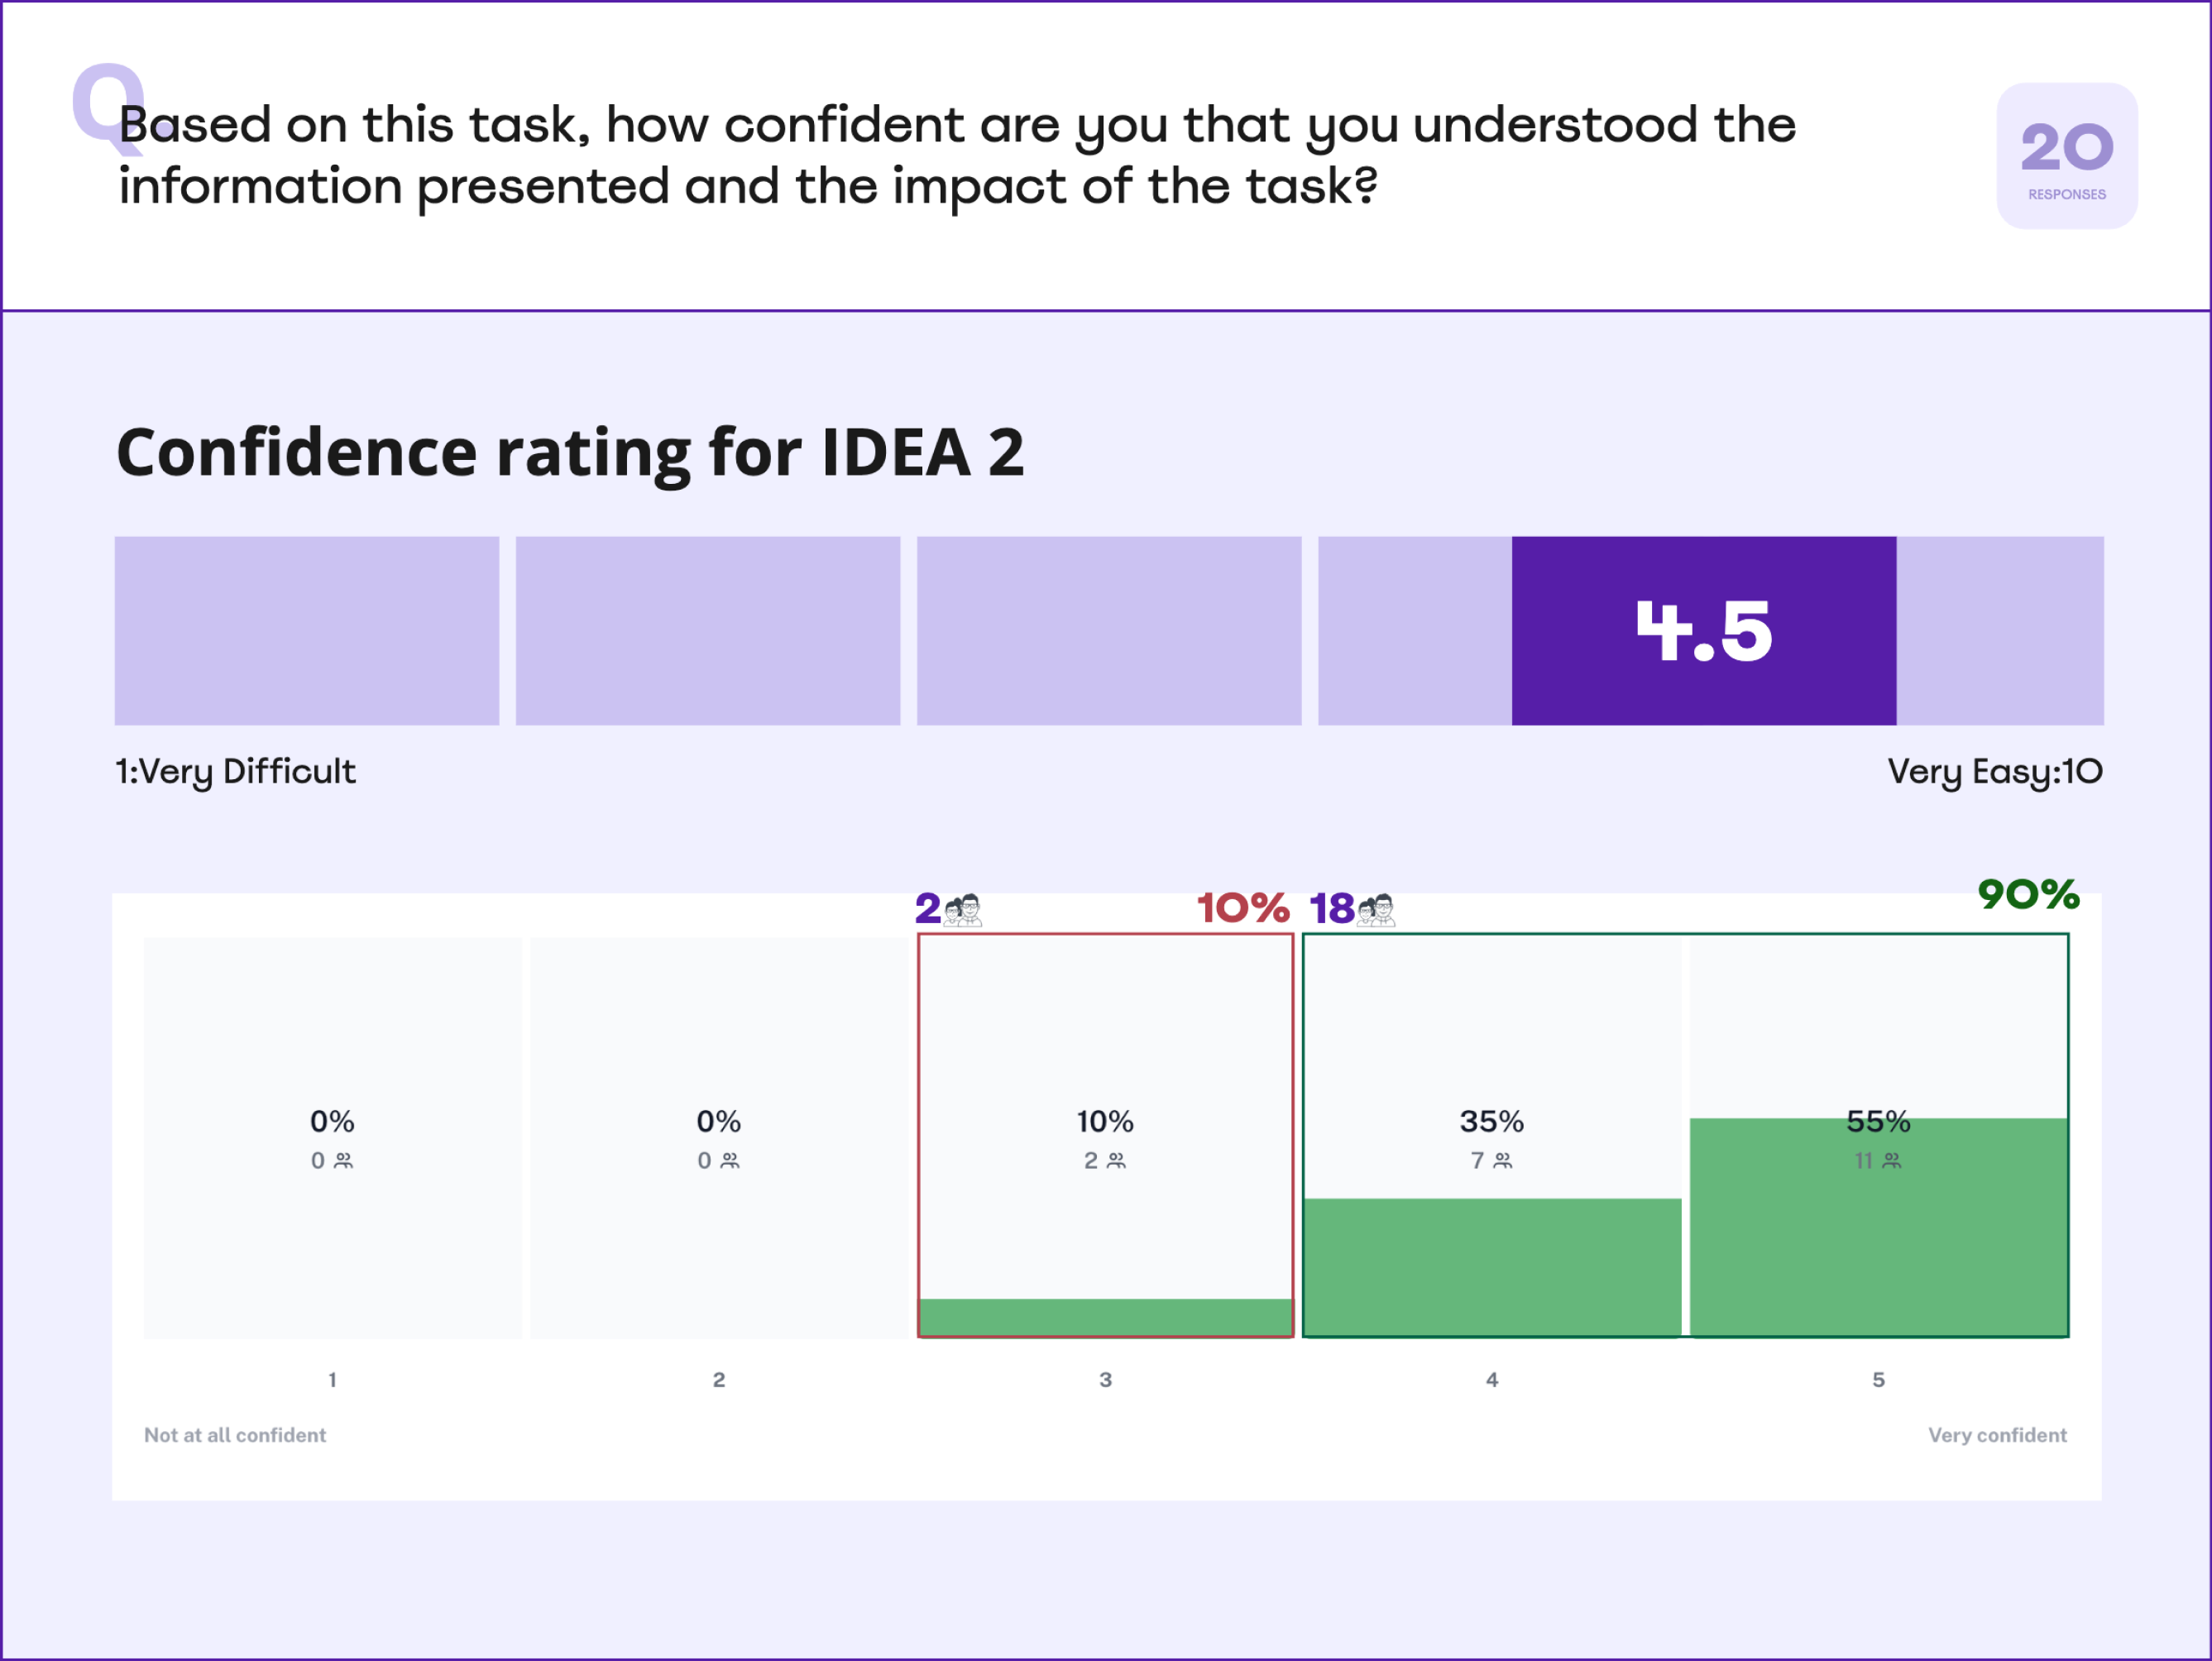 Q
Based on this task, how confident are you that you understood the
information presented and the impact of the task?
20
RESPONSES
Confidence rating for IDEA 2
4.5
1:Very Difficult
Very Easy:10
2 10% 18 90%
0% 0% 10% 35% 55%
0 0 2 7 11
1 2 3 4 5
Not at all confident
Very confident